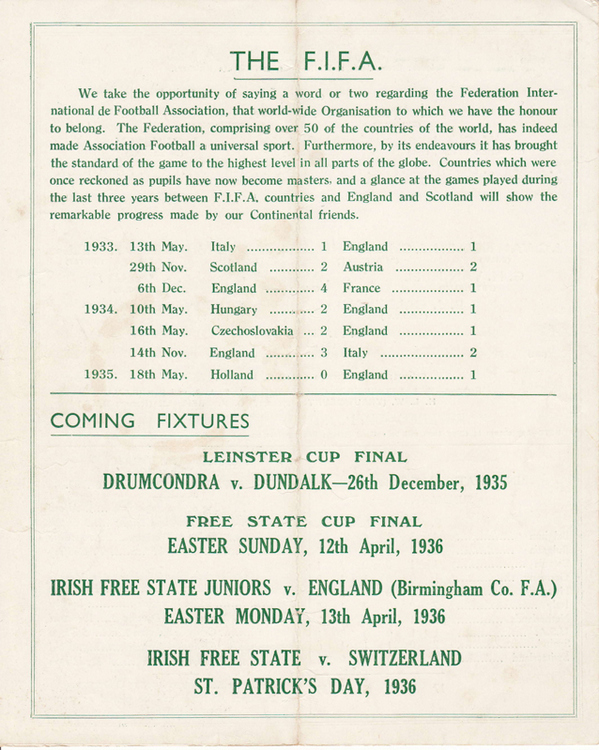 THE F.I.F.A.
We take the opportunity of saying a word or two regarding the Federation Inter-
national de Football Association, that world-wide Organisation to which we have the honour
to belong. The Federation, comprising over 50 of the countries of the world, has indeed
made Association Football a universal sport. Furthermore, by its endeavours it has brought
the standard of the game to the highest level in all parts of the globe. Countries which were
once reckoned as pupils have now become masters, and a glance at the games played during
the last three years between F.I.F.A. countries and England and Scotland will show the
remarkable progress made by our Continental friends.
1933. 13th May. Italy ................ 1 England ................. 1
29th Nov. Scotland ........... 2 Austria ................. 2
6th Dec. England ............ 4 France .................. 1
1934. 10th May. Hungary ........... 2 England ................. 1
16th May. Czechoslovakia ... 2 England ................. 1
14th Nov. England ............ 3 Italy ..................... 2
1935. 18th May. Holland ............ 0 England ................. 1
COMING FIXTURES
LEINSTER CUP FINAL
DRUMCONDRA v. DUNDALK—26th December, 1935
FREE STATE CUP FINAL
EASTER SUNDAY, 12th April, 1936
IRISH FREE STATE JUNIORS v. ENGLAND (Birmingham Co. F.A.)
EASTER MONDAY, 13th April, 1936
IRISH FREE STATE v. SWITZERLAND
ST. PATRICK'S DAY, 1936